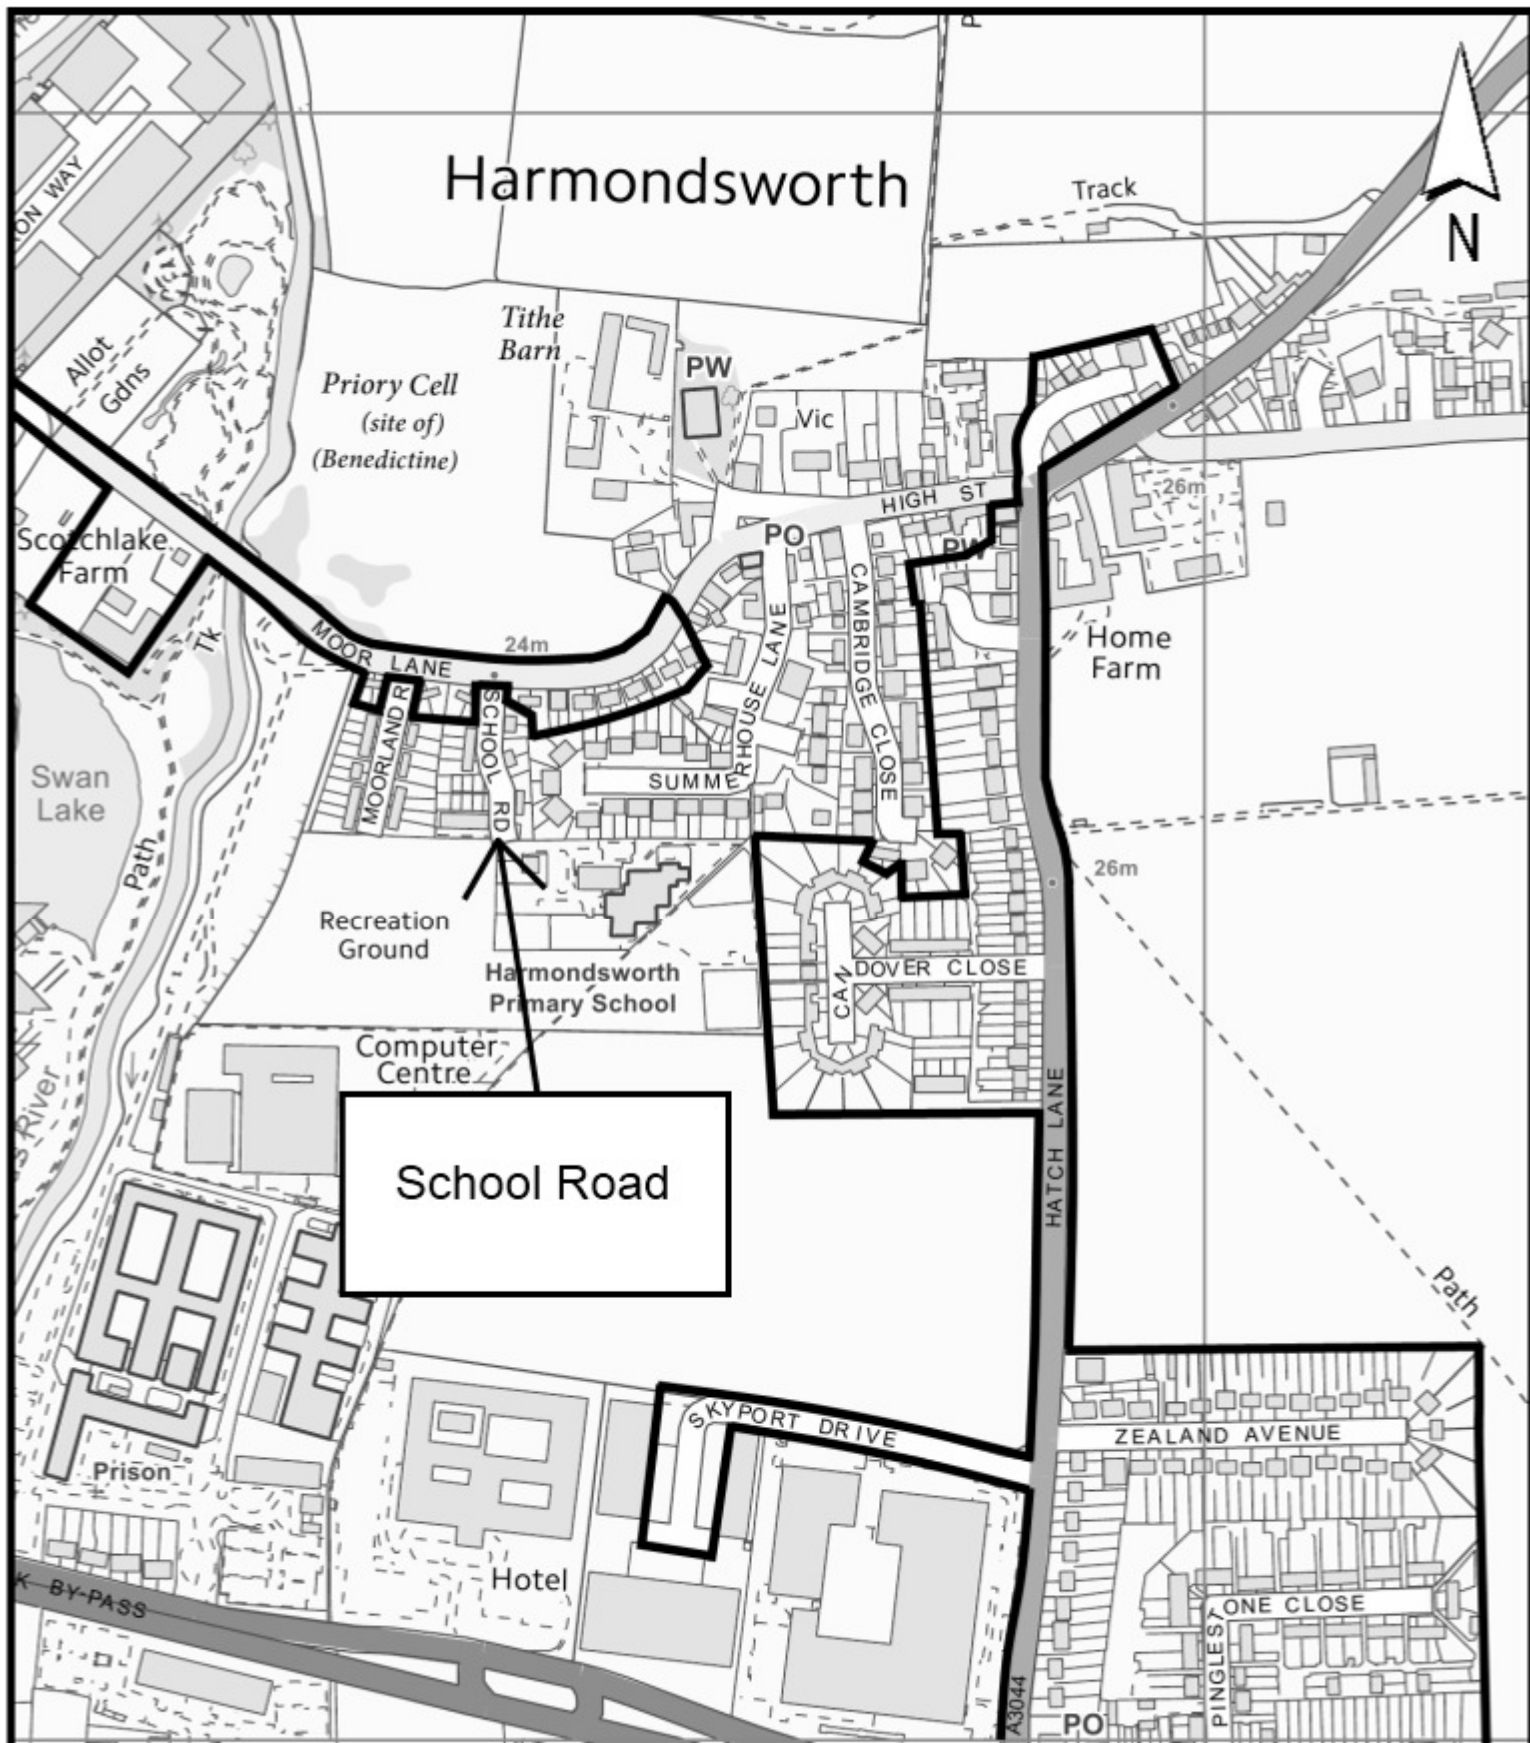 Harmondsworth
Track
N
ON WAY
Allot
Gdns
Tithe
Barn
PW
Priory Cell
(site of)
(Benedictine)
Vic
HIGH ST
26m
Scotchlake
Farm
PO
PW
MOOR LANE
24m
CAMBRIDGE CLOSE
Home
Farm
Tk
MOORLAND R
SCHOOL RD
SUMMERHOUSE LANE
Swan
Lake
Path
26m
Recreation
Ground
Harmondsworth
Primary School
CAN
DOVER CLOSE
Computer
Centre
s River
School Road
HATCH LANE
Path
SKYPORT DRIVE
ZEALAND AVENUE
Prison
Hotel
K BY-PASS
PINGLEST
ONE CLOSE
A3044
PO